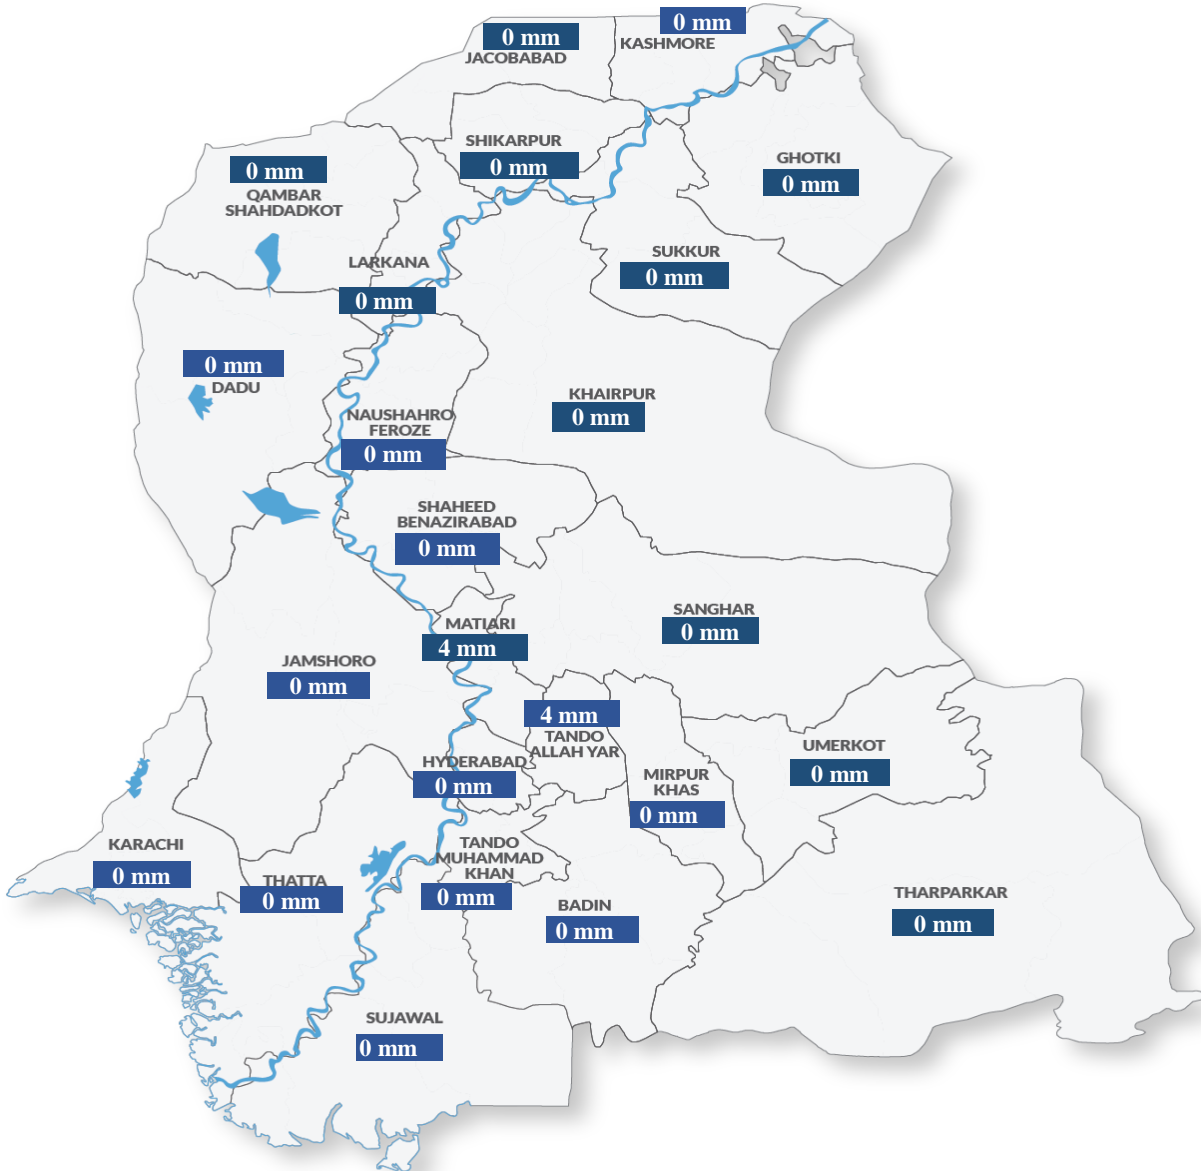 0 mm
KASHMORE
0 mm
JACOBABAD
SHIKARPUR
0 mm
GHOTKI
0 mm
0 mm
QAMBAR
SHAHDADKOT
SUKKUR
0 mm
LARKANA
0 mm
0 mm
DADU
KHAIRPUR
0 mm
NAUSHAHRO
FEROZE
0 mm
SHAHEED
BENAZIRABAD
0 mm
SANGHAR
0 mm
MATIARI
4 mm
JAMSHORO
0 mm
4 mm
TANDO
ALLAH YAR
UMERKOT
0 mm
HYDERABAD
0 mm
MIRPUR
KHAS
0 mm
KARACHI
0 mm
THATTA
0 mm
TANDO
MUHAMMAD
KHAN
0 mm
BADIN
0 mm
THARPARKAR
0 mm
SUJAWAL
0 mm